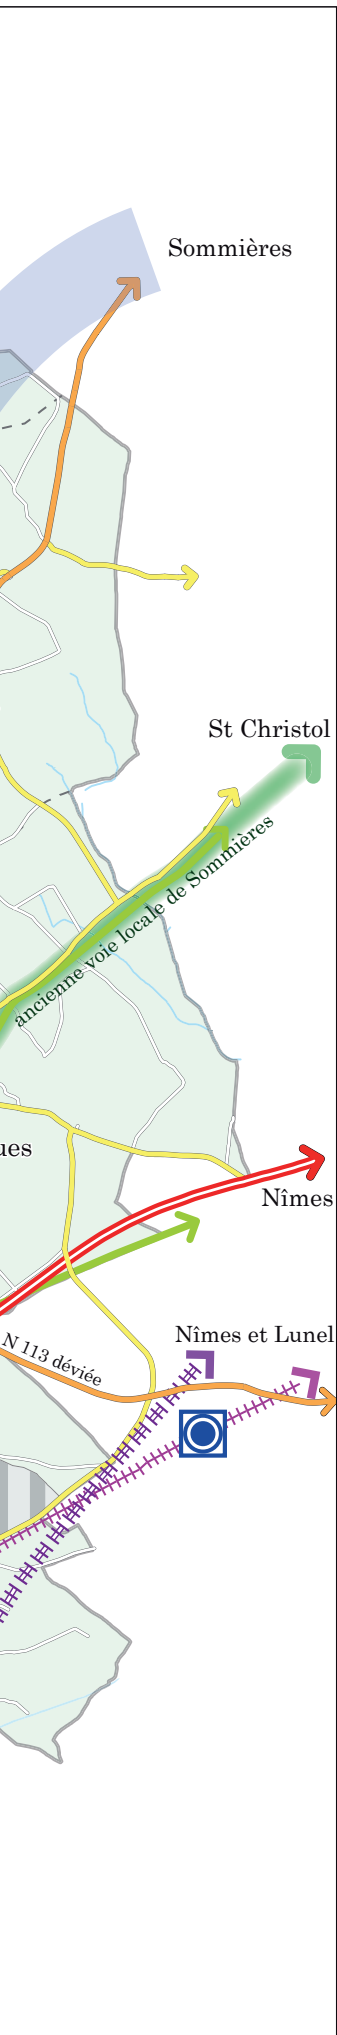 Sommières
St Christol
ancienne voie locale de Sommières
ues
Nîmes
Nîmes et Lunel
N 113 déviée